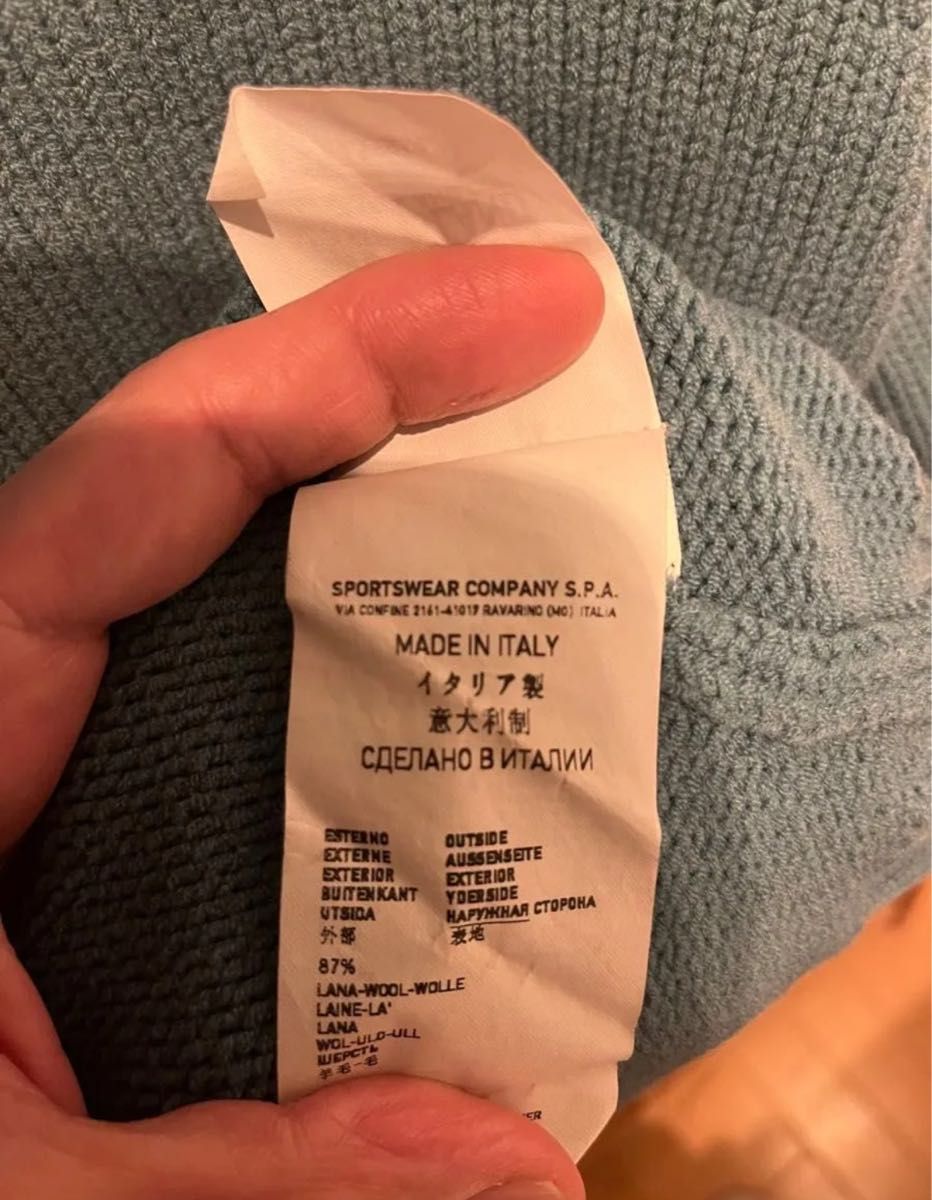 SPORTSWEAR COMPANY S.P.A.
VIA CONFINE 2161-41017 RAVARINO (MO) ITALIA
MADE IN ITALY
イタリア製
意大利制
СДЕЛАНО В ИТАЛИИ
ESTERNO OUTSIDE
EXTERNE AUSSENSEITE
EXTERIOR EXTERIOR
BUITENKANT YDERSIDE
UTSIDA НАРУЖНАЯ СТОРОНА
外部 表地
87%
LANA-WOOL-WOLLE
LAINE-LA'
LANA
WOL-ULD-ULL
ШЕРСТЬ
羊毛-毛